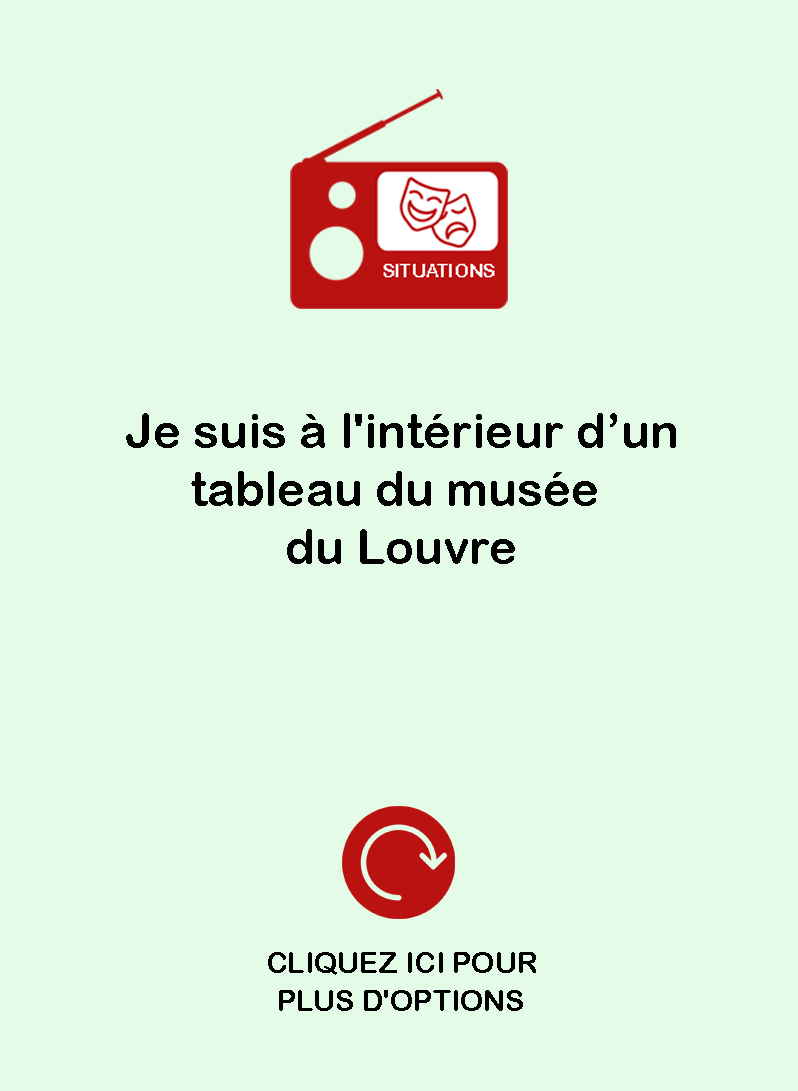 SITUATIONS
Je suis à l'intérieur d’un
tableau du musée
du Louvre
CLIQUEZ ICI POUR
PLUS D'OPTIONS